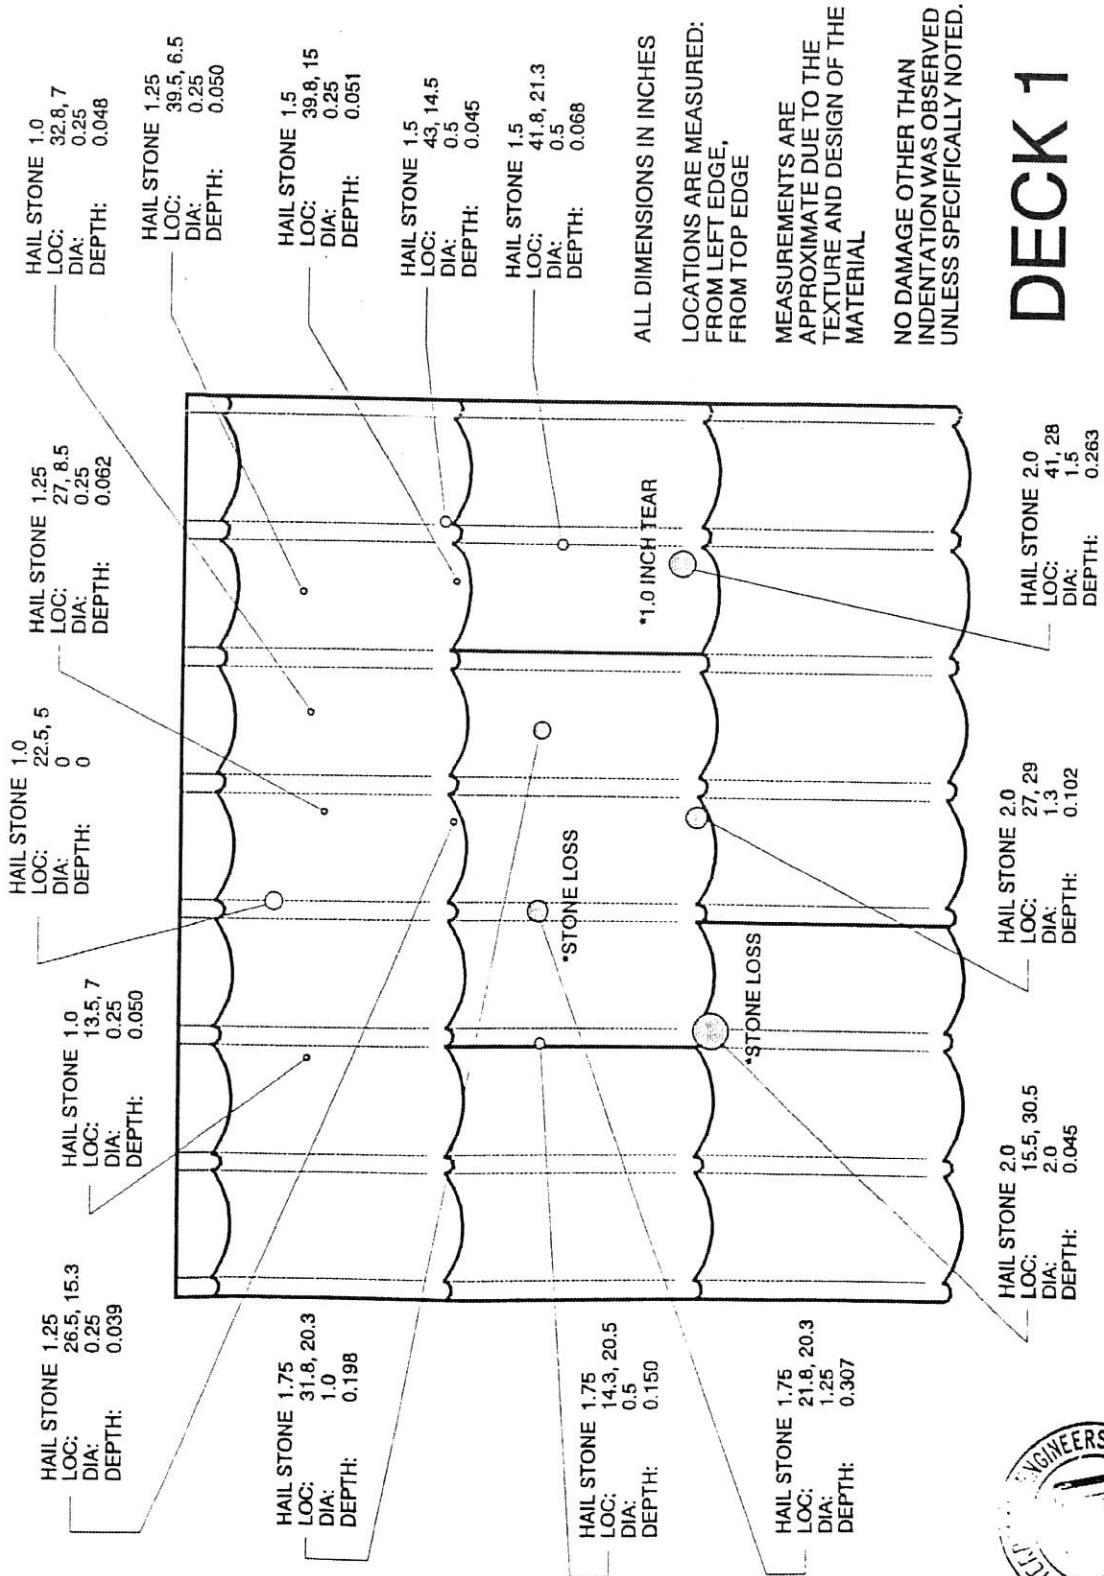 HAIL STONE 1.25
LOC: 26.5, 15.3
DIA: 0.25
DEPTH: 0.039
HAIL STONE 1.0
LOC: 13.5, 7
DIA: 0.25
DEPTH: 0.050
HAIL STONE 1.0
LOC: 22.5, 5
DIA: 0
DEPTH: 0
HAIL STONE 1.25
LOC: 27, 8.5
DIA: 0.25
DEPTH: 0.062
HAIL STONE 1.0
LOC: 32.8, 7
DIA: 0.25
DEPTH: 0.048
HAIL STONE 1.25
LOC: 39.5, 6.5
DIA: 0.25
DEPTH: 0.050
HAIL STONE 1.5
LOC: 39.8, 15
DIA: 0.25
DEPTH: 0.051
HAIL STONE 1.5
LOC: 43, 14.5
DIA: 0.5
DEPTH: 0.045
HAIL STONE 1.5
LOC: 41.8, 21.3
DIA: 0.5
DEPTH: 0.068
HAIL STONE 1.75
LOC: 31.8, 20.3
DIA: 1.0
DEPTH: 0.198
HAIL STONE 1.75
LOC: 14.3, 20.5
DIA: 0.5
DEPTH: 0.150
HAIL STONE 1.75
LOC: 21.8, 20.3
DIA: 1.25
DEPTH: 0.307
*STONE LOSS
*STONE LOSS
*1.0 INCH TEAR
ALL DIMENSIONS IN INCHES
LOCATIONS ARE MEASURED:
FROM LEFT EDGE,
FROM TOP EDGE
MEASUREMENTS ARE
APPROXIMATE DUE TO THE
TEXTURE AND DESIGN OF THE
MATERIAL
NO DAMAGE OTHER THAN
INDENTATION WAS OBSERVED
UNLESS SPECIFICALLY NOTED.
HAIL STONE 2.0
LOC: 15.5, 30.5
DIA: 2.0
DEPTH: 0.045
HAIL STONE 2.0
LOC: 27, 29
DIA: 1.3
DEPTH: 0.102
HAIL STONE 2.0
LOC: 41, 28
DIA: 1.5
DEPTH: 0.263
DECK 1
ENGINEERS